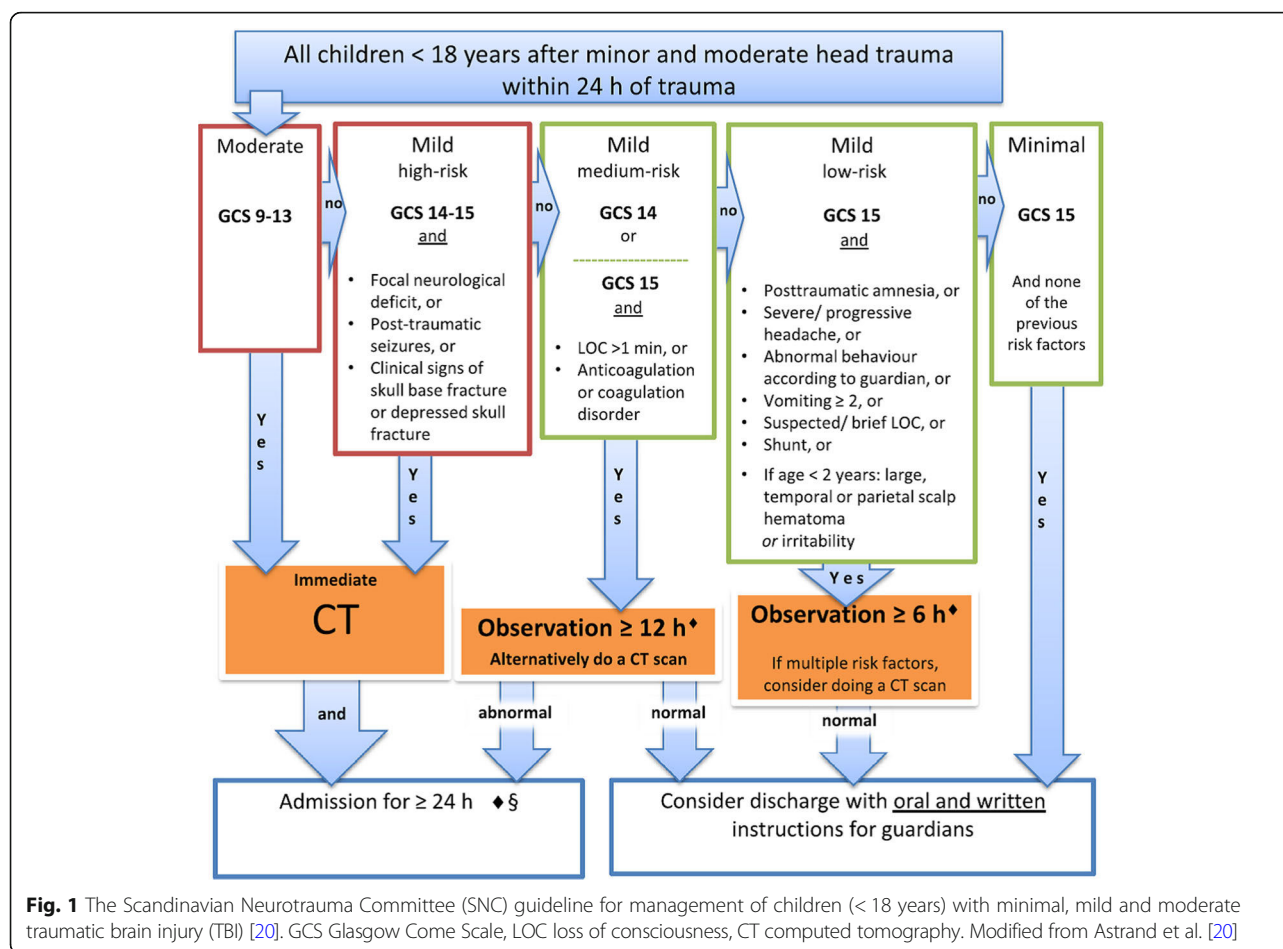 All children < 18 years after minor and moderate head trauma
within 24 h of trauma
Moderate
GCS 9-13
no
Mild
high-risk
GCS 14-15
and
• Focal neurological
deficit, or
• Post-traumatic
seizures, or
• Clinical signs of
skull base fracture
or depressed skull
fracture
no
Mild
medium-risk
GCS 14
or
GCS 15
and
• LOC >1 min, or
• Anticoagulation
or coagulation
disorder
no
Mild
low-risk
GCS 15
and
• Posttraumatic amnesia, or
• Severe/ progressive
headache, or
• Abnormal behaviour
according to guardian, or
• Vomiting ≥ 2, or
• Suspected/ brief LOC, or
• Shunt, or
• If age < 2 years: large,
temporal or parietal scalp
hematoma
or irritability
no
Minimal
GCS 15
And none
of the
previous
risk factors
Yes
Yes
Yes
Yes
Yes
Immediate
CT
Observation ≥ 12 h♦
Alternatively do a CT scan
Observation ≥ 6 h♦
If multiple risk factors,
consider doing a CT scan
and
abnormal
normal
normal
Admission for ≥ 24 h ♦ §
Consider discharge with oral and written
instructions for guardians
Fig. 1 The Scandinavian Neurotrauma Committee (SNC) guideline for management of children (< 18 years) with minimal, mild and moderate
traumatic brain injury (TBI) [20]. GCS Glasgow Come Scale, LOC loss of consciousness, CT computed tomography. Modified from Astrand et al. [20]